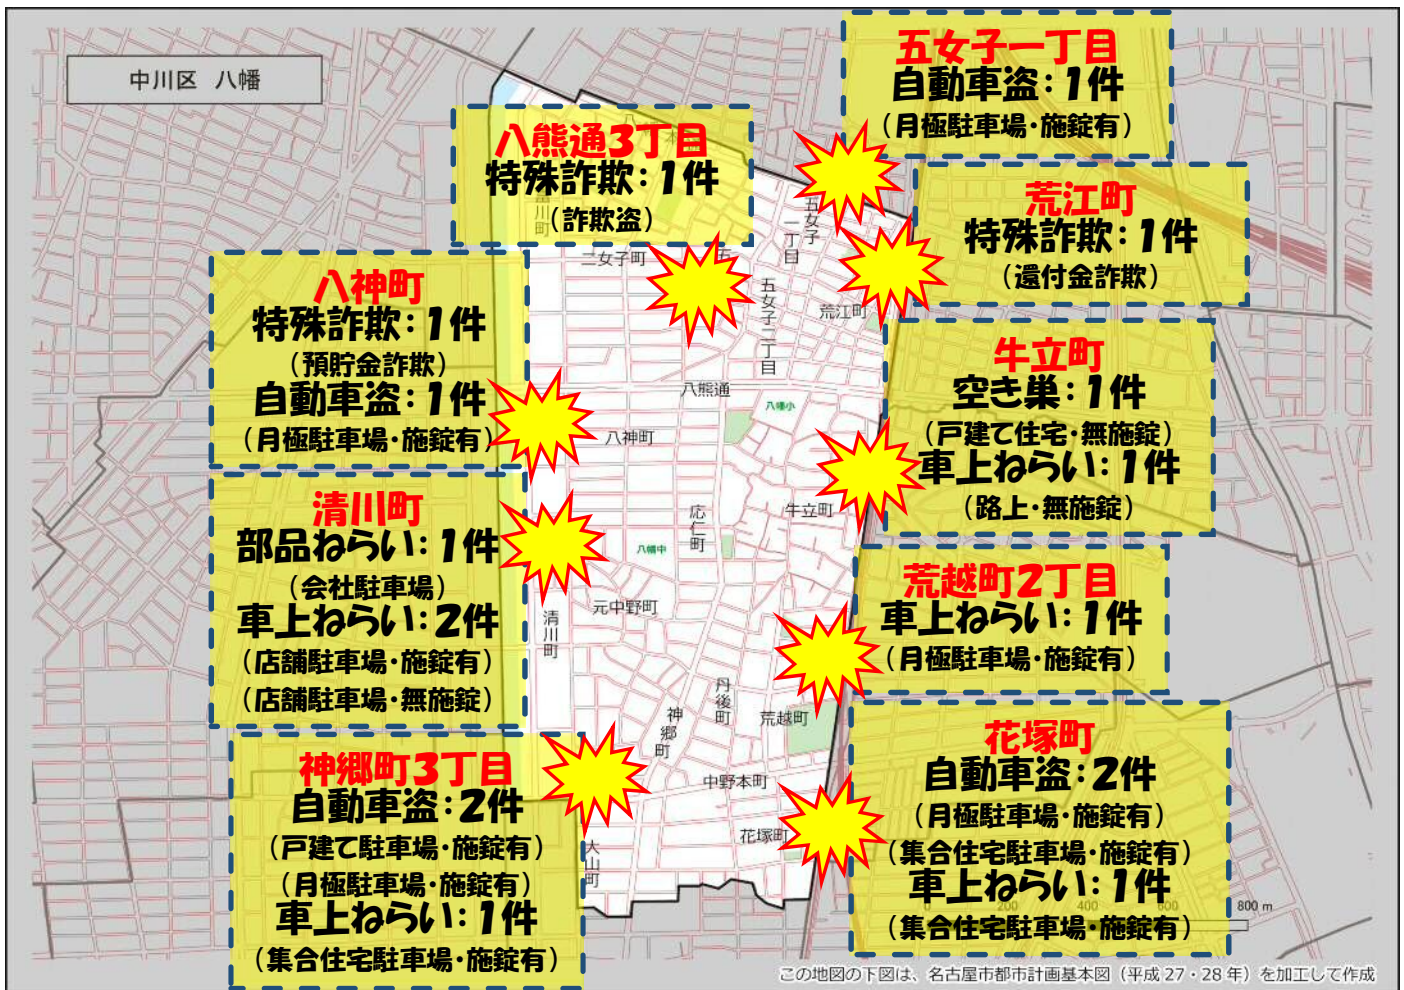 中川区 八幡
五女子一丁目
自動車盗：1件
（月極駐車場・施錠有）
八熊通3丁目
特殊詐欺：1件
（詐欺盗）
荒江町
特殊詐欺：1件
（還付金詐欺）
八神町
特殊詐欺：1件
（預貯金詐欺）
自動車盗：1件
（月極駐車場・施錠有）
牛立町
空き巣：1件
（戸建て住宅・無施錠）
車上ねらい：1件
（路上・無施錠）
清川町
部品ねらい：1件
（会社駐車場）
車上ねらい：2件
（店舗駐車場・施錠有）
（店舗駐車場・無施錠）
荒越町2丁目
車上ねらい：1件
（月極駐車場・施錠有）
神郷町3丁目
自動車盗：2件
（戸建て駐車場・施錠有）
（月極駐車場・施錠有）
車上ねらい：1件
（集合住宅駐車場・施錠有）
花塚町
自動車盗：2件
（月極駐車場・施錠有）
（集合住宅駐車場・施錠有）
車上ねらい：1件
（集合住宅駐車場・施錠有）
二女子町
五女子一丁目
五女子二丁目
荒江町
八熊通
八幡小
八神町
応仁町
牛立町
八幡中
元中野町
清川町
丹後町
神郷町
荒越町
中野本町
花塚町
大山町
200 400 600 800 m
この地図の下図は、名古屋市都市計画基本図（平成 27・28 年）を加工して作成